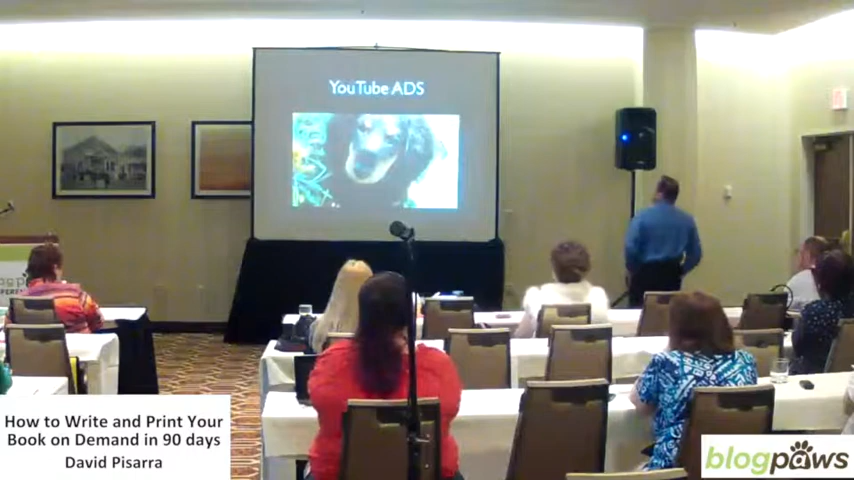 YouTube ADS
How to Write and Print Your
Book on Demand in 90 days
David Pisarra
blogpaws